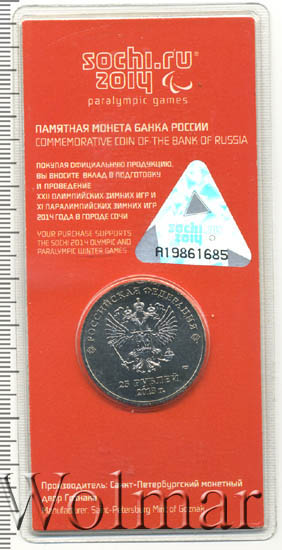 sochi.ru
2014
paralympic games
ПАМЯТНАЯ МОНЕТА БАНКА РОССИИ
COMMEMORATIVE COIN OF THE BANK OF RUSSIA
ПОКУПАЯ ОФИЦИАЛЬНУЮ ПРОДУКЦИЮ,
ВЫ ВНОСИТЕ ВКЛАД В ПОДГОТОВКУ
И ПРОВЕДЕНИЕ
XXII ОЛИМПИЙСКИХ ЗИМНИХ ИГР И
XI ПАРАЛИМПИЙСКИХ ЗИМНИХ ИГР
2014 ГОДА В ГОРОДЕ СОЧИ
YOUR PURCHASE SUPPORTS
THE SOCHI 2014 OLYMPIC AND
PARALYMPIC WINTER GAMES
sochi.ru
2014
A19861685
РОССИЙСКАЯ ФЕДЕРАЦИЯ
25 РУБЛЕЙ
2013 г.
Производитель: Санкт-Петербургский монетный
двор Гознака
Manufacturer: Saint-Petersburg Mint of Goznak
Wolmar